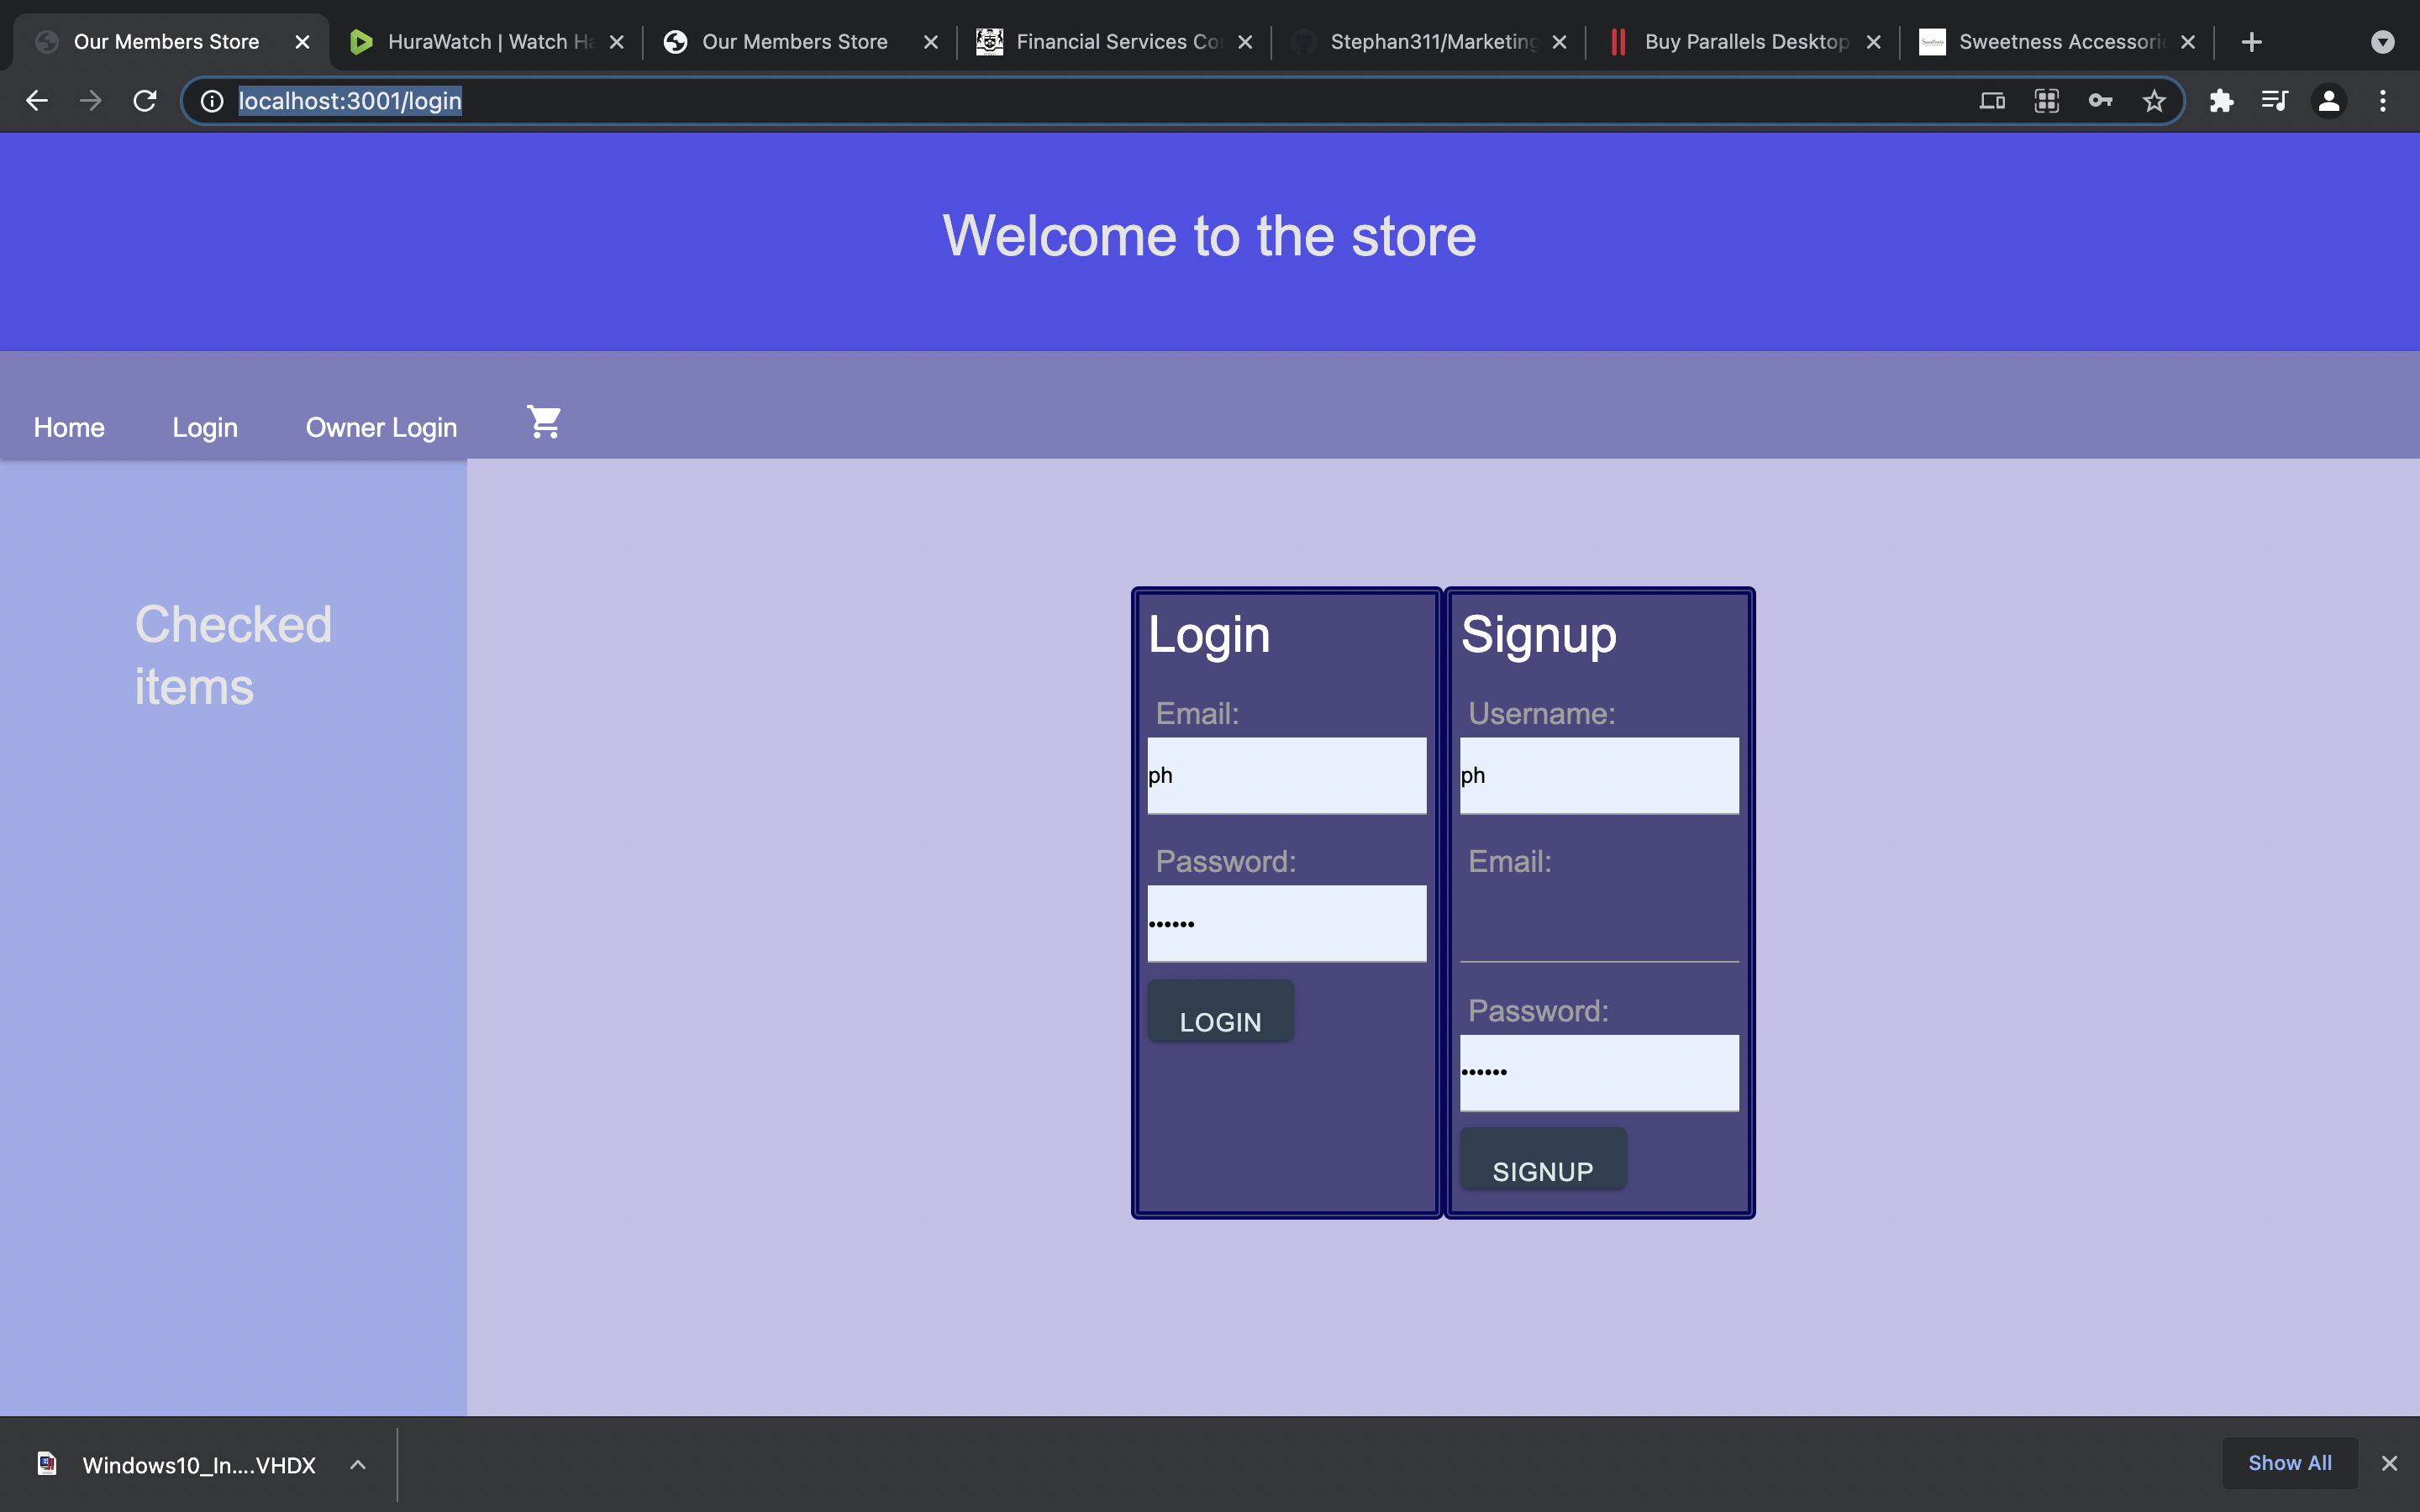 Our Members Store
HuraWatch | Watch Ha
Our Members Store
Financial Services Cor
Stephan311/Marketing
Buy Parallels Desktop
Sweetness Accessorie
localhost:3001/login
Welcome to the store
Home
Login
Owner Login
Checked
items
Login
Email:
ph
Password:
••••••
LOGIN
Signup
Username:
ph
Email:
Password:
••••••
SIGNUP
Windows10_In....VHDX
Show All